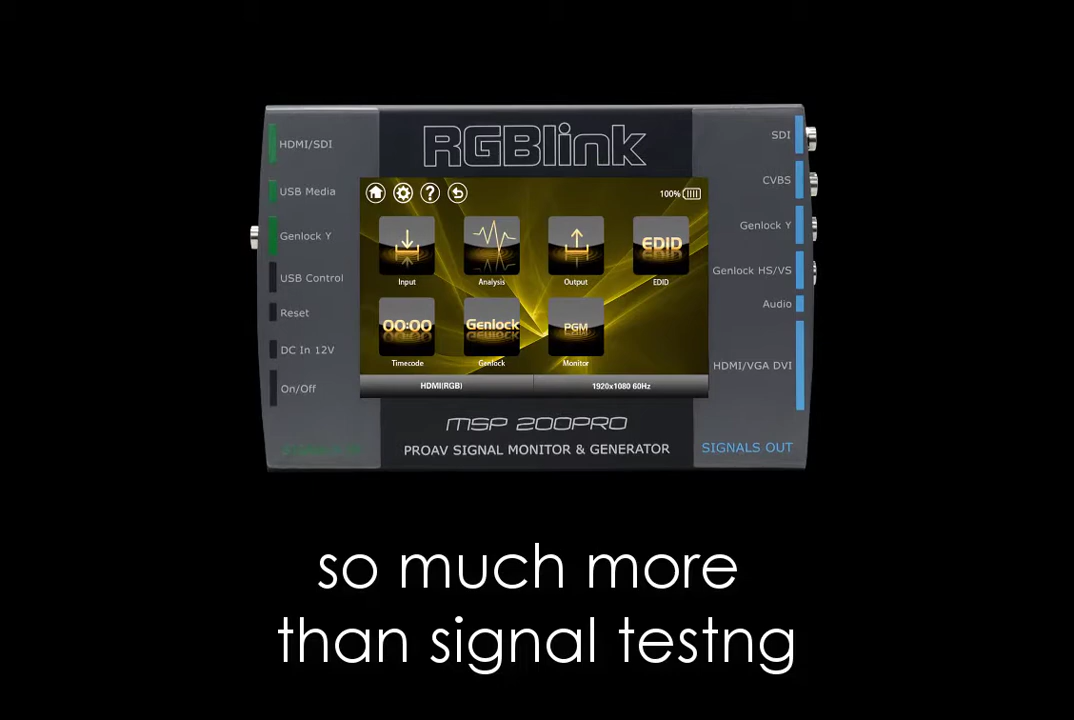 RGBlink
HDMI/SDI
USB Media
Genlock Y
USB Control
Reset
DC In 12V
On/Off
100%
Input
Analysis
Output
EDID
EDID
00:00
Timecode
Genlock
Genlock
PGM
Monitor
HDMI(RGB)
1920x1080 60Hz
SDI
CVBS
Genlock Y
Genlock HS/VS
Audio
HDMI/VGA DVI
MSP 200PRO
PROAV SIGNAL MONITOR & GENERATOR
SIGNALS OUT
so much more
than signal testng